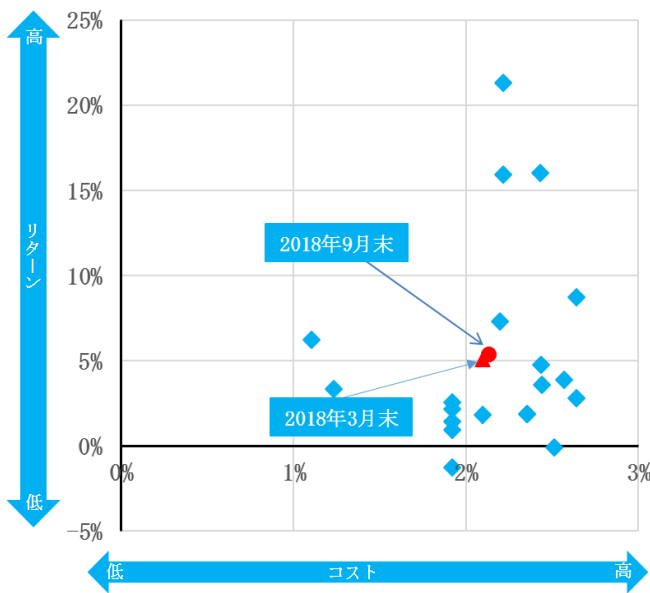 25%
高
20%
15%
リターン
2018年9月末
10%
5%
2018年3月末
0%
0%
1%
2%
3%
低
-5%
低
コスト
高